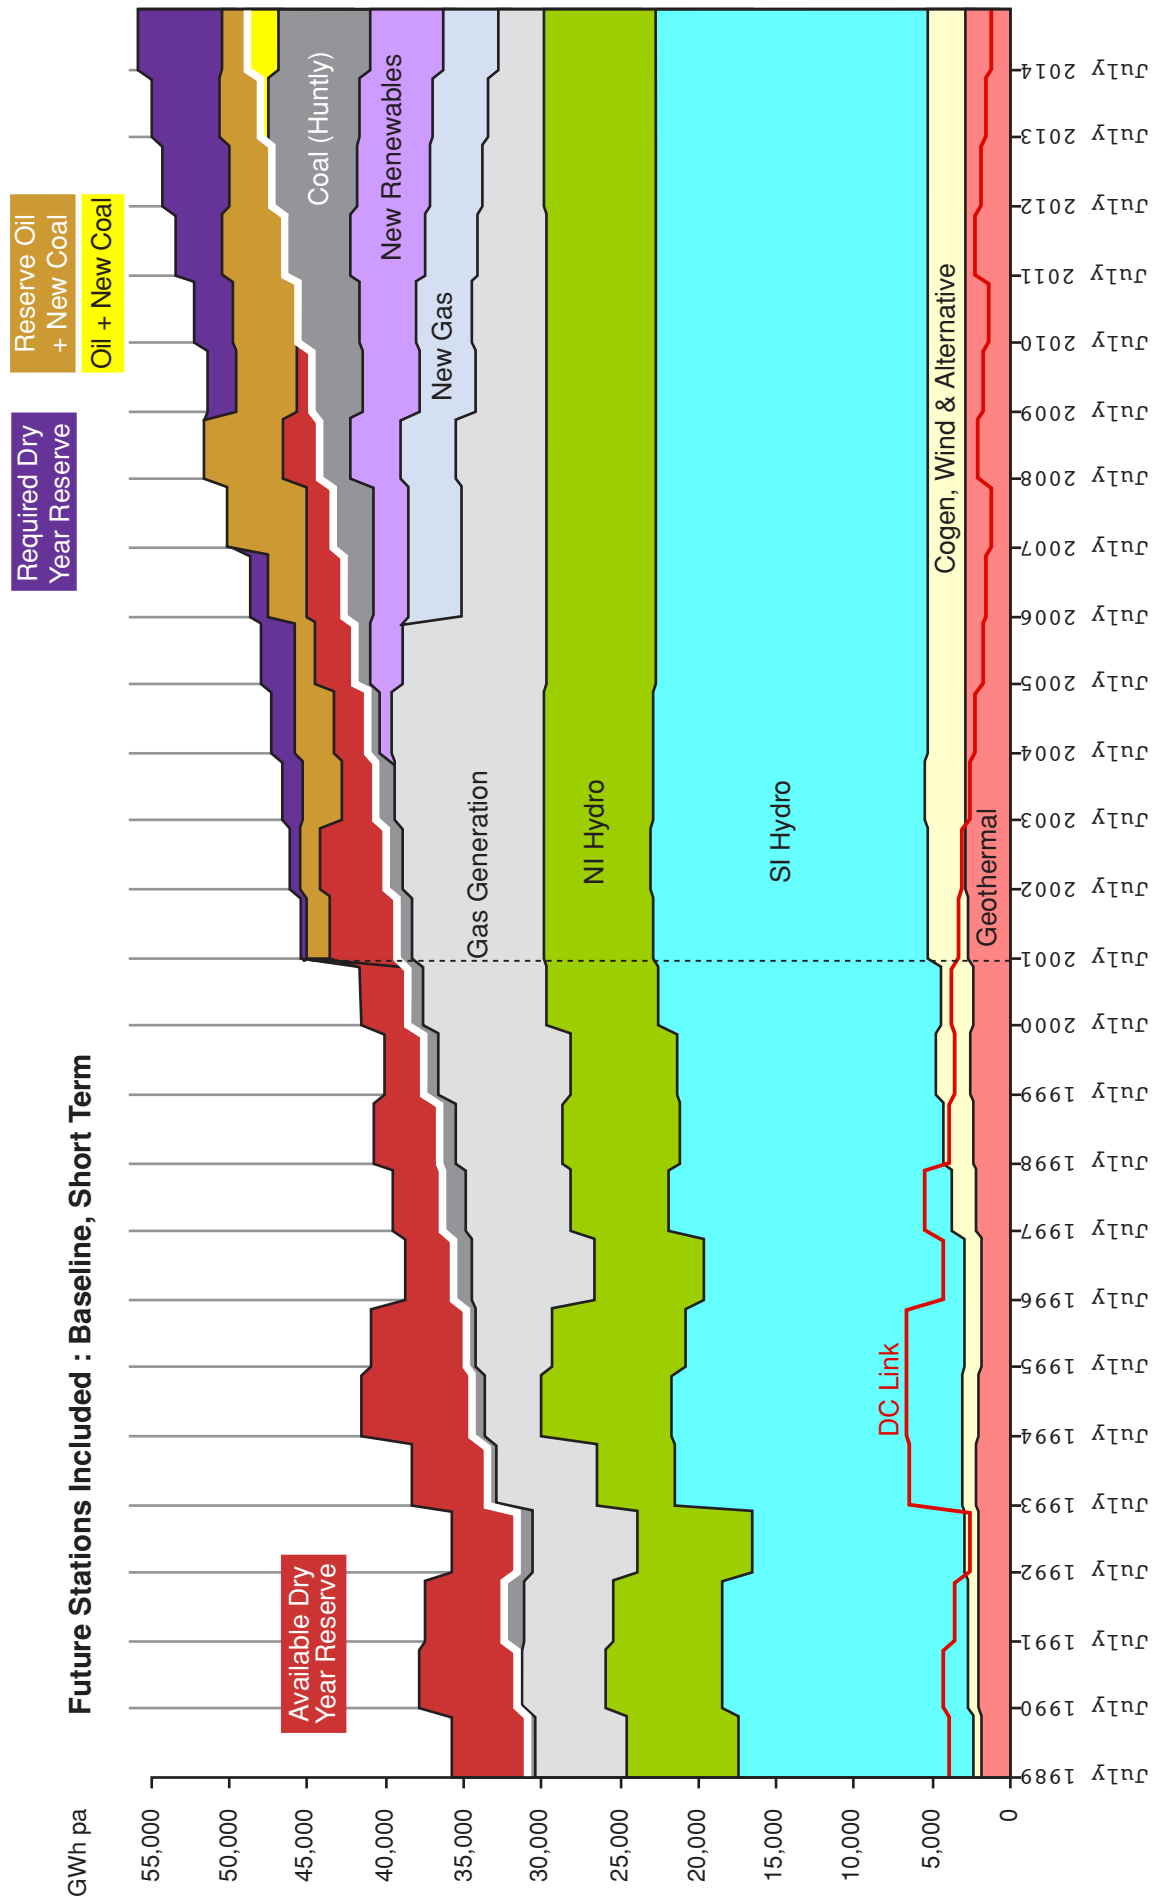 Future Stations Included : Baseline, Short Term
GWh pa
55,000
50,000
45,000
40,000
35,000
30,000
25,000
20,000
15,000
10,000
5,000
0
Available Dry
Year Reserve
Required Dry
Year Reserve
Reserve Oil
+ New Coal
Oil + New Coal
Coal (Huntly)
New Renewables
New Gas
Gas Generation
NI Hydro
SI Hydro
DC Link
Cogen, Wind & Alternative
Geothermal
July 1989
July 1990
July 1991
July 1992
July 1993
July 1994
July 1995
July 1996
July 1997
July 1998
July 1999
July 2000
July 2001
July 2002
July 2003
July 2004
July 2005
July 2006
July 2007
July 2008
July 2009
July 2010
July 2011
July 2012
July 2013
July 2014